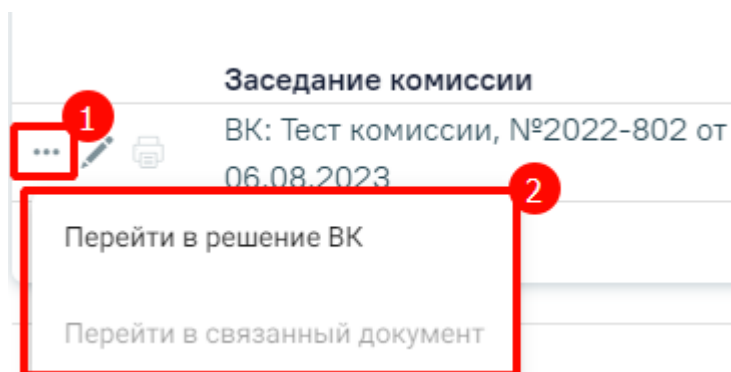 Заседание комиссии
1
ВК: Тест комиссии, №2022-802 от
06.08.2023
2
Перейти в решение ВК
Перейти в связанный документ